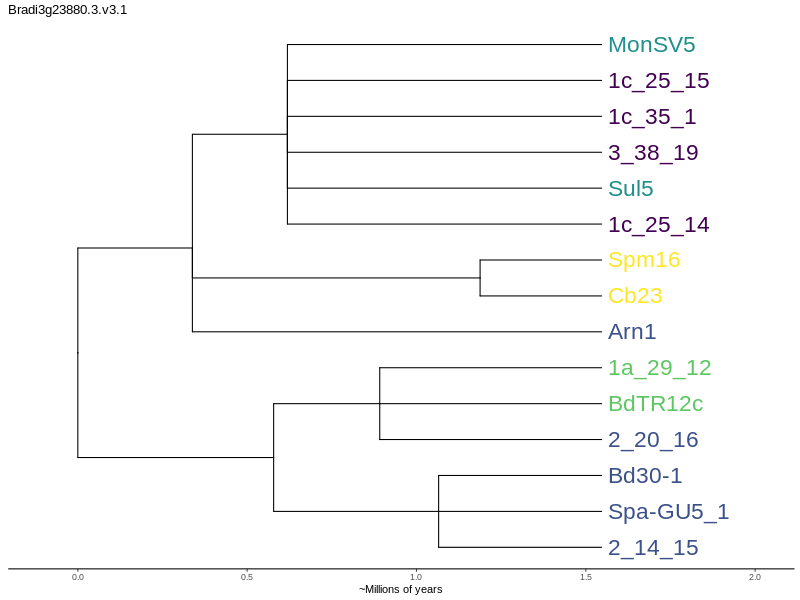 Bradi3g23880.3.v3.1
MonSV5
1c_25_15
1c_35_1
3_38_19
Sul5
1c_25_14
Spm16
Cb23
Arn1
1a_29_12
BdTR12c
2_20_16
Bd30-1
Spa-GU5_1
2_14_15
0.0 0.5 1.0 1.5 2.0
~Millions of years